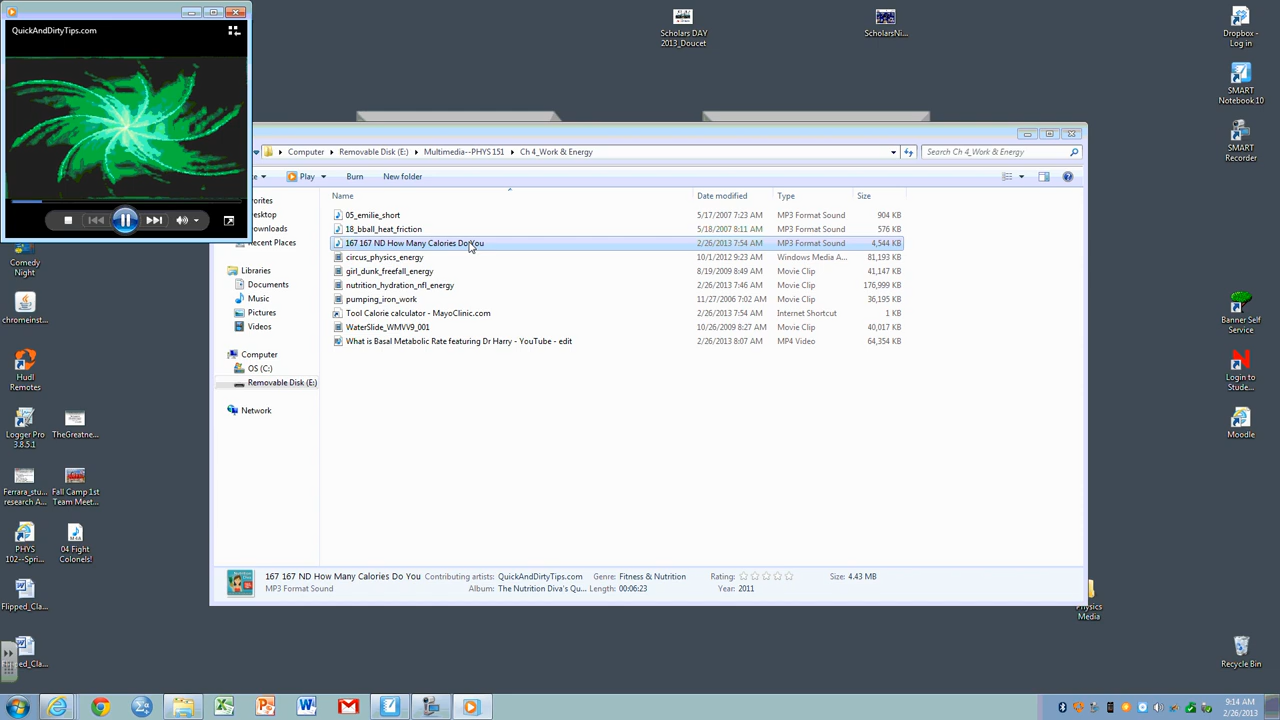 QuickAndDirtyTips.com
Scholars DAY
2013_Doucet
ScholarsNi...
Dropbox -
Log in
SMART
Notebook 10
SMART
Recorder
Banner Self
Service
Login to
Stude...
Moodle
Physics
Media
Recycle Bin
Comedy
Night
chromeinst...
Hudl
Remotes
Logger Pro
3.8.5.1
TheGreatne...
Ferrara_stu...
research A...
Fall Camp 1st
Team Meet...
PHYS
102--Spri...
04 Fight
Colonels!
Flipped_Cla...
Computer
Removable Disk (E:)
Multimedia--PHYS 151
Ch 4_Work & Energy
Search Ch 4_Work & Energy
Play
Burn
New folder
Name
Date modified
Type
Size
05_emilie_short 5/17/2007 7:23 AM MP3 Format Sound 904 KB
18_bball_heat_friction 5/18/2007 8:11 AM MP3 Format Sound 576 KB
167 167 ND How Many Calories Do You 2/26/2013 7:54 AM MP3 Format Sound 4,544 KB
circus_physics_energy 10/1/2012 9:23 AM Windows Media A... 81,193 KB
girl_dunk_freefall_energy 8/19/2009 8:49 AM Movie Clip 41,147 KB
nutrition_hydration_nfl_energy 2/26/2013 7:46 AM Movie Clip 176,999 KB
pumping_iron_work 11/27/2006 7:02 AM Movie Clip 36,195 KB
Tool Calorie calculator - MayoClinic.com 2/26/2013 7:54 AM Internet Shortcut 1 KB
WaterSlide_WMVV9_001 10/26/2009 8:27 AM Movie Clip 40,017 KB
What is Basal Metabolic Rate featuring Dr Harry - YouTube - edit 2/26/2013 8:07 AM MP4 Video 64,354 KB
Recent Places
Libraries
Documents
Music
Pictures
Videos
Computer
OS (C:)
Removable Disk (E:)
Network
167 167 ND How Many Calories Do You Contributing artists: QuickAndDirtyTips.com Genre: Fitness & Nutrition Rating: Size: 4.43 MB
MP3 Format Sound Album: The Nutrition Diva's Qu... Length: 00:06:23 Year: 2011
9:14 AM
2/26/2013